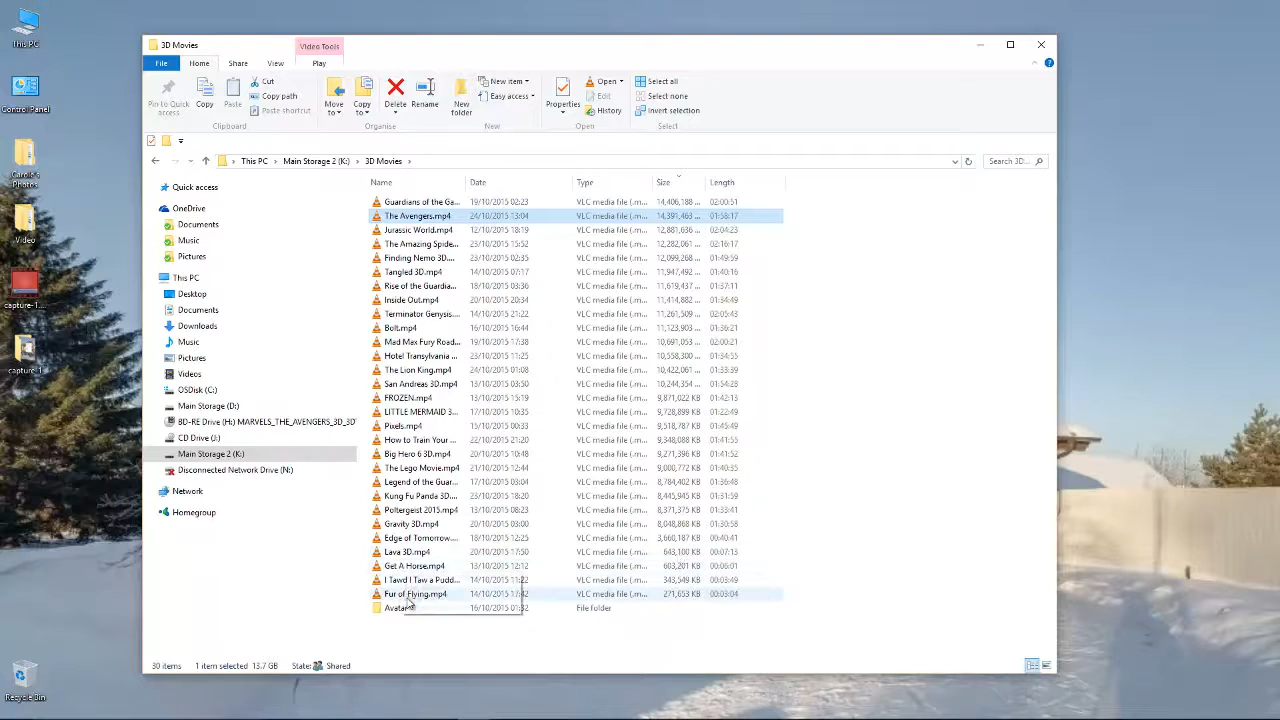 This PC
Control Panel
Carol's
Photos
Video
capture-1....
capture-1
Recycle Bin
3D Movies
Video Tools
File
Home
Share
View
Play
Pin to Quick
access
Copy
Paste
Cut
Copy path
Paste shortcut
Clipboard
Move
to
Copy
to
Delete
Rename
Organise
New
folder
New item
Easy access
New
Properties
Open
Edit
History
Open
Select all
Select none
Invert selection
Select
This PC > Main Storage 2 (K:) > 3D Movies >
Search 3D...
Quick access
OneDrive
Documents
Music
Pictures
This PC
Desktop
Documents
Downloads
Music
Pictures
Videos
OSDisk (C:)
Main Storage (D:)
BD-RE Drive (H:) MARVELS_THE_AVENGERS_3D_3D
CD Drive (J:)
Main Storage 2 (K:)
Disconnected Network Drive (N:)
Network
Homegroup
Name Date Type Size Length
Guardians of the Ga... 19/10/2015 02:23 VLC media file (.m... 14,406,188 ... 02:00:51
The Avengers.mp4 24/10/2015 13:04 VLC media file (.m... 14,391,463 ... 01:58:17
Jurassic World.mp4 12/10/2015 18:19 VLC media file (.m... 12,881,636 ... 02:04:23
The Amazing Spide... 23/10/2015 15:52 VLC media file (.m... 12,282,061 ... 02:16:17
Finding Nemo 3D.... 23/10/2015 02:35 VLC media file (.m... 12,099,268 ... 01:49:59
Tangled 3D.mp4 14/10/2015 07:17 VLC media file (.m... 11,947,492 ... 01:40:16
Rise of the Guardia... 18/10/2015 03:36 VLC media file (.m... 11,619,437 ... 01:37:11
Inside Out.mp4 20/10/2015 20:34 VLC media file (.m... 11,414,882 ... 01:34:49
Terminator Genysis.... 14/10/2015 21:22 VLC media file (.m... 11,261,509 ... 02:05:43
Bolt.mp4 16/10/2015 16:44 VLC media file (.m... 11,123,903 ... 01:36:21
Mad Max Fury Road... 22/10/2015 18:11 VLC media file (.m... 10,691,053 ... 02:00:21
Hotel Transylvania ... 23/10/2015 11:25 VLC media file (.m... 10,558,300 ... 01:34:55
The Lion King.mp4 24/10/2015 01:08 VLC media file (.m... 10,422,061 ... 01:33:39
San Andreas 3D.mp4 13/10/2015 03:50 VLC media file (.m... 10,244,354 ... 01:54:28
FROZEN.mp4 13/10/2015 15:19 VLC media file (.m... 9,871,022 KB 01:42:13
LITTLE MERMAID 3... 17/10/2015 10:35 VLC media file (.m... 9,728,899 KB 01:22:49
Pixels.mp4 15/10/2015 00:33 VLC media file (.m... 9,518,787 KB 01:45:49
How to Train Your ... 22/10/2015 21:20 VLC media file (.m... 9,348,088 KB 01:41:55
Big Hero 6 3D.mp4 20/10/2015 10:48 VLC media file (.m... 9,271,396 KB 01:41:52
The Lego Movie.mp4 21/10/2015 11:21 VLC media file (.m... 9,000,772 KB 01:40:35
Legend of the Guar... 17/10/2015 03:04 VLC media file (.m... 8,784,402 KB 01:36:48
Kung Fu Panda 3D.... 23/10/2015 18:20 VLC media file (.m... 8,445,945 KB 01:31:59
Poltergeist 2015.mp4 13/10/2015 08:23 VLC media file (.m... 8,371,375 KB 01:33:41
Gravity 3D.mp4 20/10/2015 03:00 VLC media file (.m... 8,048,868 KB 01:30:58
Edge of Tomorrow.... 18/10/2015 12:25 VLC media file (.m... 3,660,187 KB 00:40:41
Lava 3D.mp4 20/10/2015 17:50 VLC media file (.m... 643,100 KB 00:07:13
Get A Horse.mp4 13/10/2015 12:12 VLC media file (.m... 603,201 KB 00:06:01
I Tawd I Taw a Pudd... 14/10/2015 11:22 VLC media file (.m... 343,549 KB 00:03:49
Fur of Flying.mp4 14/10/2015 17:42 VLC media file (.m... 271,653 KB 00:03:04
Avatar 16/10/2015 01:32 File folder
30 items 1 item selected 13.7 GB State: Shared